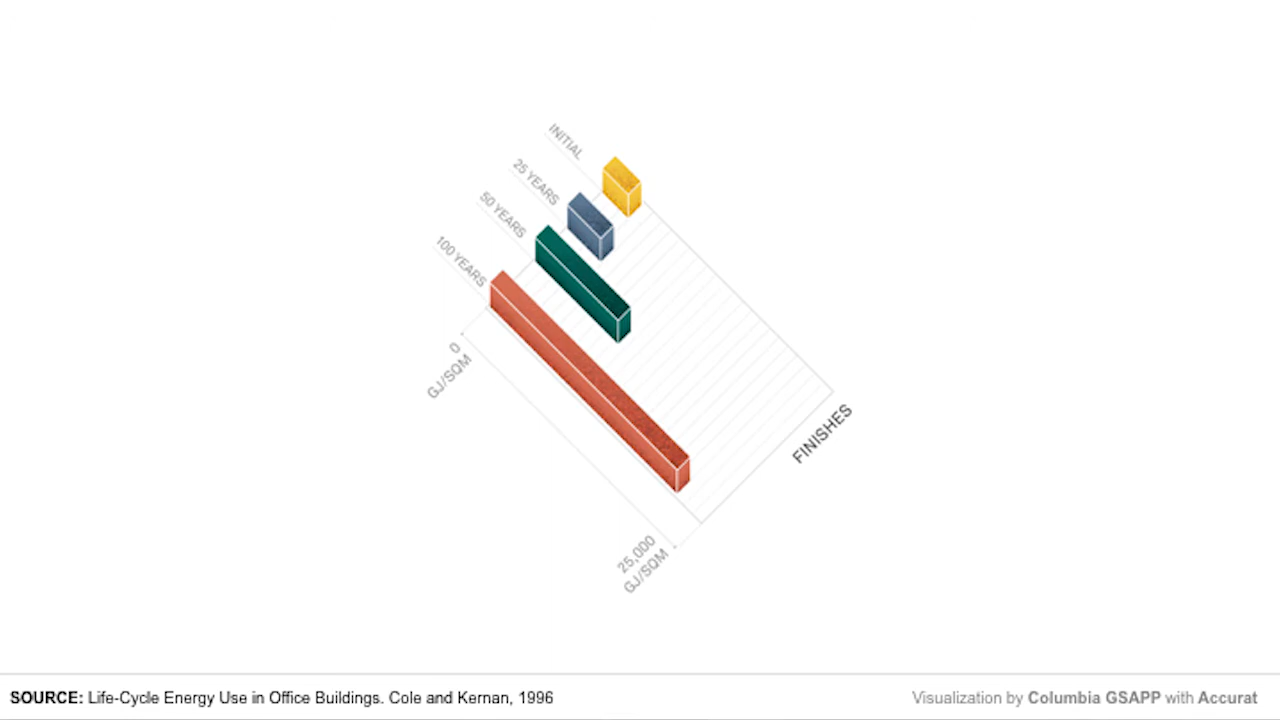 INITIAL
25 YEARS
50 YEARS
100 YEARS
0
GJ/SQM
25,000
GJ/SQM
FINISHES
SOURCE: Life-Cycle Energy Use in Office Buildings. Cole and Kernan, 1996
Visualization by Columbia GSAPP with Accurat